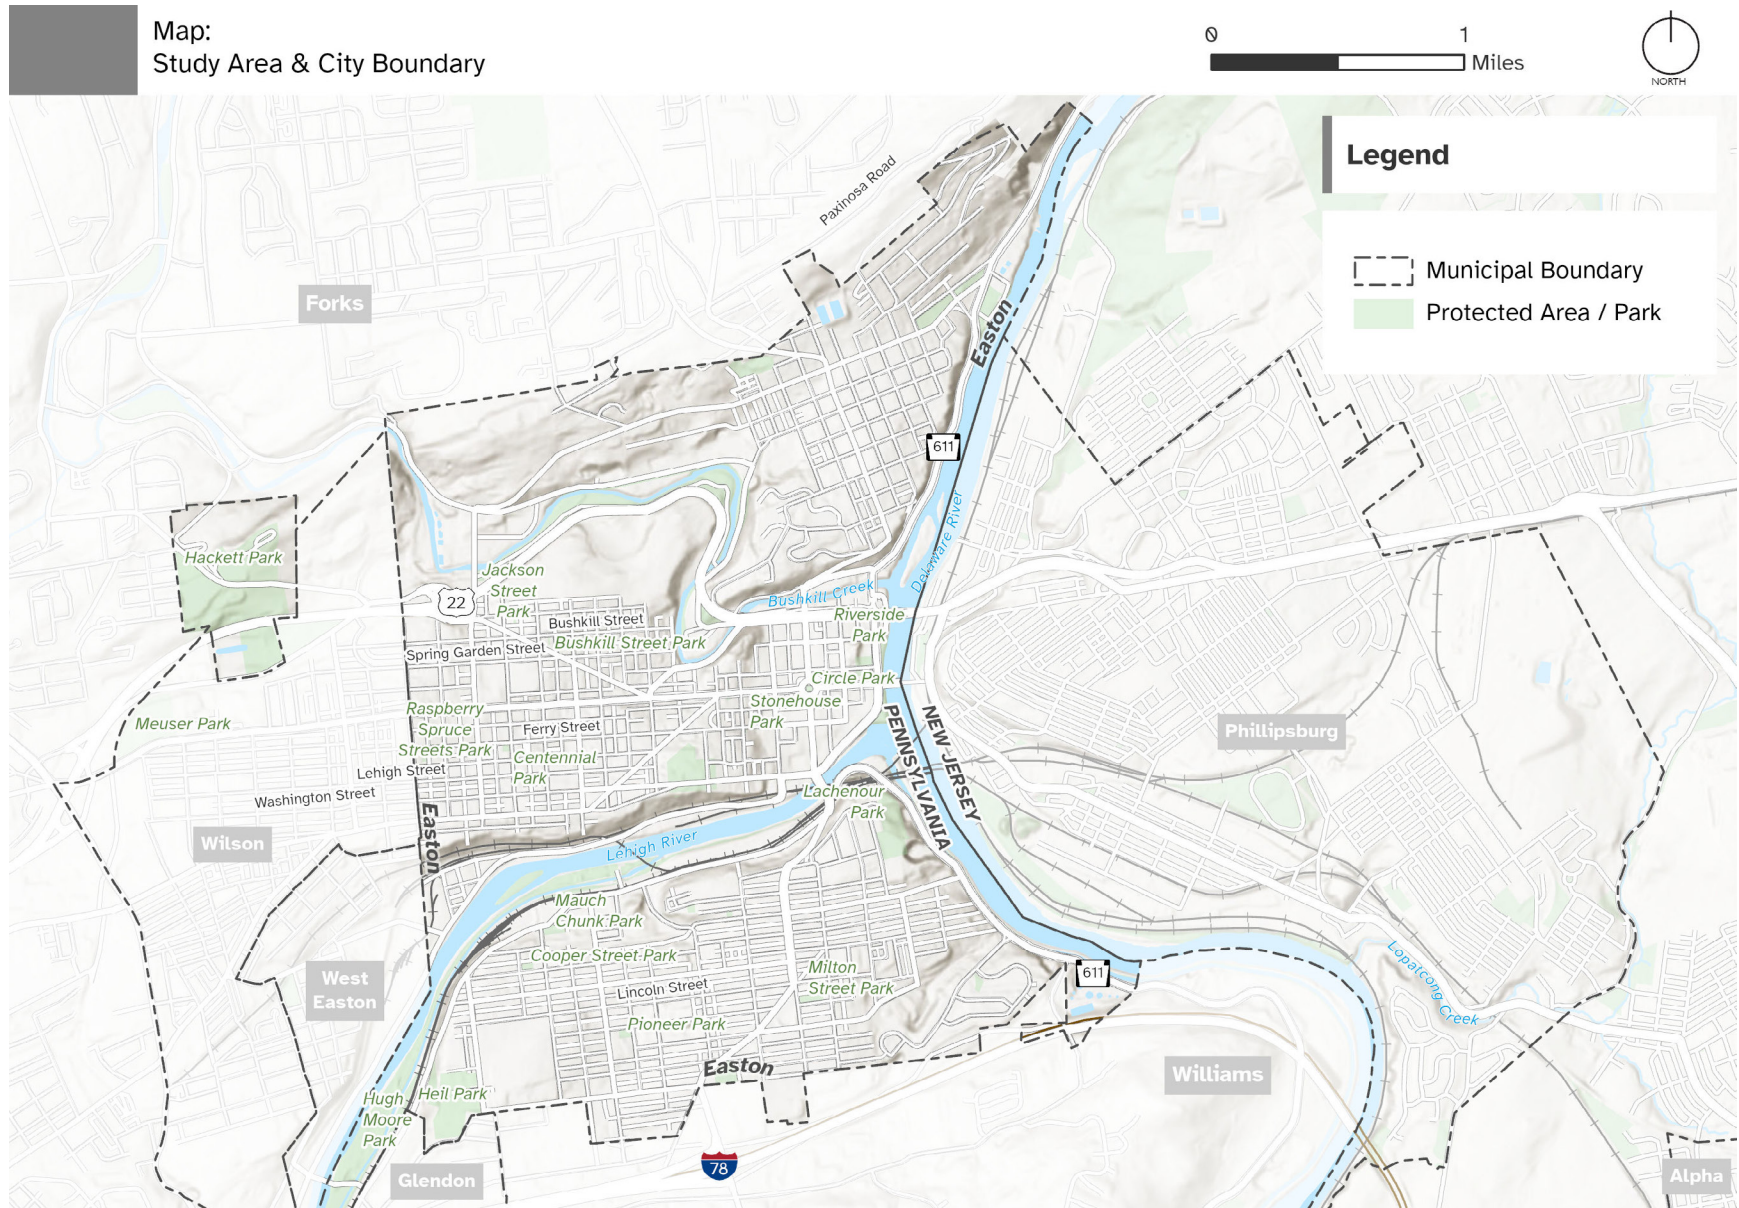 Map:
Study Area & City Boundary
0
1
Miles
NORTH
Legend
Municipal Boundary
Protected Area / Park
Paxinosa Road
Forks
Easton
611
Delaware River
Hackett Park
22
Jackson
Street
Park
Bushkill Creek
Bushkill Street
Riverside
Park
Spring Garden Street
Bushkill Street Park
Circle Park
Stonehouse
Park
Meuser Park
Raspberry
Spruce
Streets Park
Ferry Street
PENNSYLVANIA
NEW JERSEY
Phillipsburg
Centennial
Park
Lehigh Street
Washington Street
Lachenour
Park
Easton
Wilson
Lehigh River
Mauch
Chunk Park
Cooper Street Park
West
Easton
Lincoln Street
Milton
Street Park
611
Lopatcong Creek
Pioneer Park
Easton
Williams
Hugh
Moore
Park
Heil Park
Glendon
78
Alpha